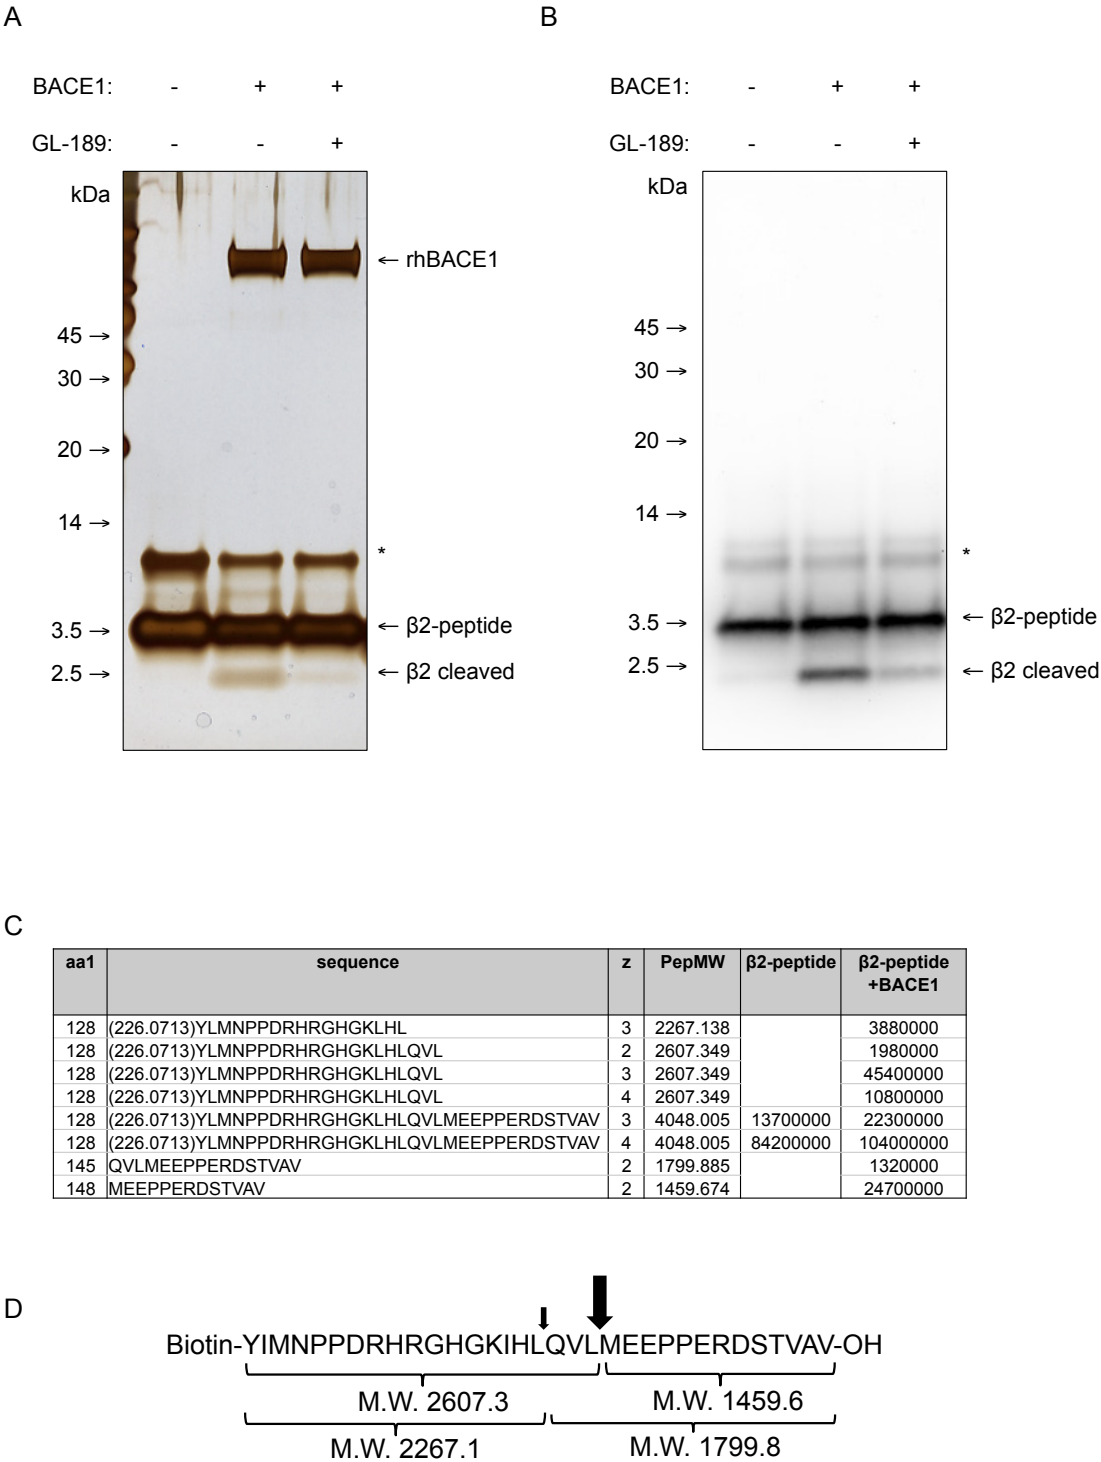 A
B
BACE1: - + +
BACE1: - + +
GL-189: - - +
GL-189: - - +
kDa
kDa
← rhBACE1
45 →
45 →
30 →
30 →
20 →
20 →
14 →
14 →
*
*
3.5 →
← β2-peptide
3.5 →
← β2-peptide
2.5 →
← β2 cleaved
2.5 →
← β2 cleaved
C
aa1 sequence z PepMW β2-peptide β2-peptide
+BACE1
128 (226.0713)YLMNPPDRHRGHGKLHL 3 2267.138 3880000
128 (226.0713)YLMNPPDRHRGHGKLHLQVL 2 2607.349 1980000
128 (226.0713)YLMNPPDRHRGHGKLHLQVL 3 2607.349 45400000
128 (226.0713)YLMNPPDRHRGHGKLHLQVL 4 2607.349 10800000
128 (226.0713)YLMNPPDRHRGHGKLHLQVLMEEPPERDSTVAV 3 4048.005 13700000 22300000
128 (226.0713)YLMNPPDRHRGHGKLHLQVLMEEPPERDSTVAV 4 4048.005 84200000 104000000
145 QVLMEEPPERDSTVAV 2 1799.885 1320000
148 MEEPPERDSTVAV 2 1459.674 24700000
D
Biotin-YIMNPPDRHRGHGKIHLQVLMEEPPERDSTVAV-OH
M.W. 2607.3 M.W. 1459.6
M.W. 2267.1 M.W. 1799.8